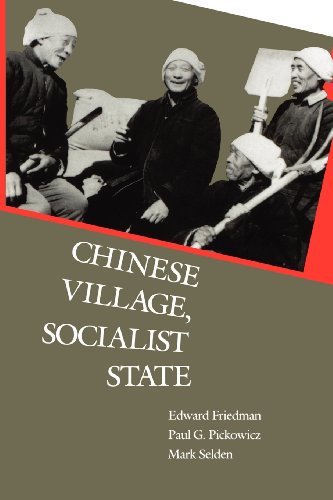 CHINESE
VILLAGE,
SOCIALIST
STATE
Edward Friedman
Paul G. Pickowicz
Mark Selden